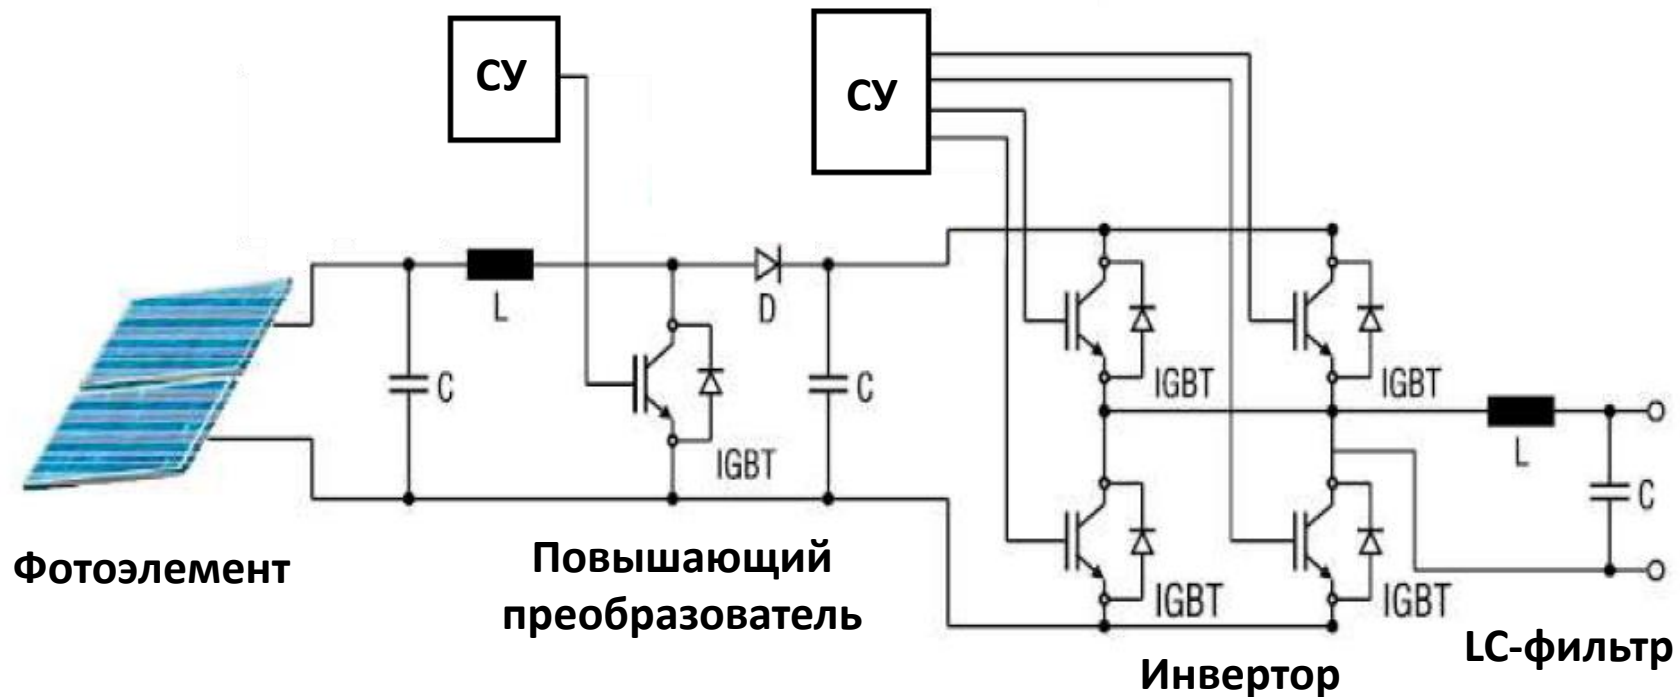 СУ
СУ
L
D
C
C
IGBT
IGBT
IGBT
L
C
IGBT
IGBT
Фотоэлемент
Повышающий
преобразователь
Инвертор
LC-фильтр